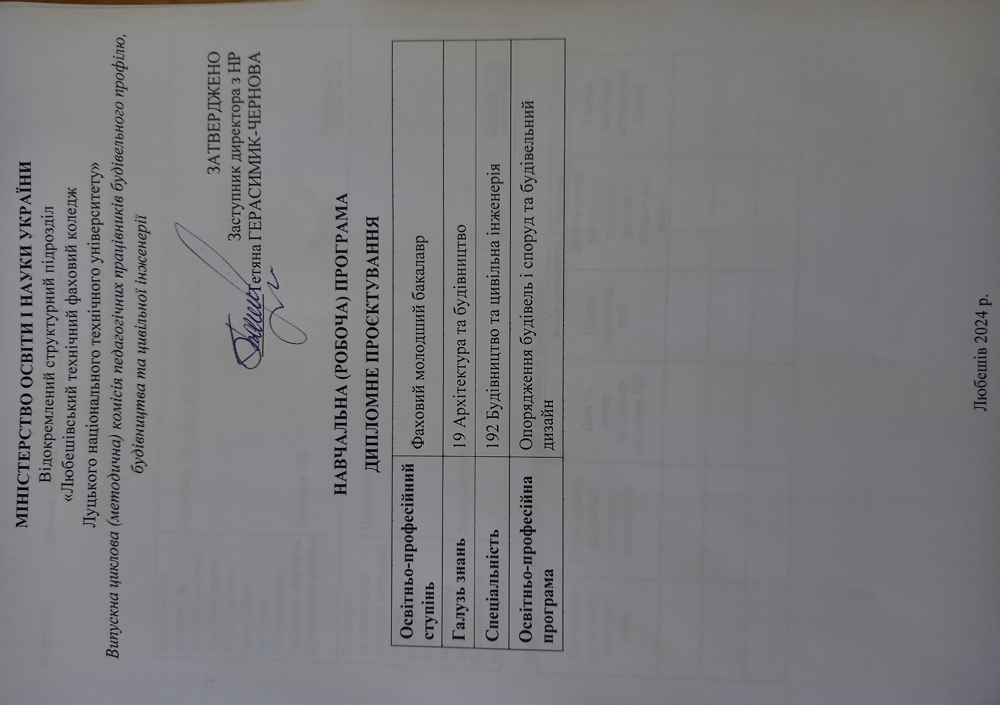 МІНІСТЕРСТВО ОСВІТИ І НАУКИ УКРАЇНИ
Відокремлений структурний підрозділ
«Любешівський технічний фаховий коледж
Луцького національного технічного університету»
Випускна циклова (методична) комісія педагогічних працівників будівельного профілю,
будівництва та цивільної інженерії
ЗАТВЕРДЖЕНО
Заступник директора з НР
Тетяна ГЕРАСИМИК-ЧЕРНОВА
НАВЧАЛЬНА (РОБОЧА) ПРОГРАМА
ДИПЛОМНЕ ПРОЄКТУВАННЯ
Освітньо-професійний
ступінь
Фаховий молодший бакалавр
Галузь знань
19 Архітектура та будівництво
Спеціальність
192 Будівництво та цивільна інженерія
Освітньо-професійна
програма
Опорядження будівель і споруд та будівельний
дизайн
Любешів 2024 р.